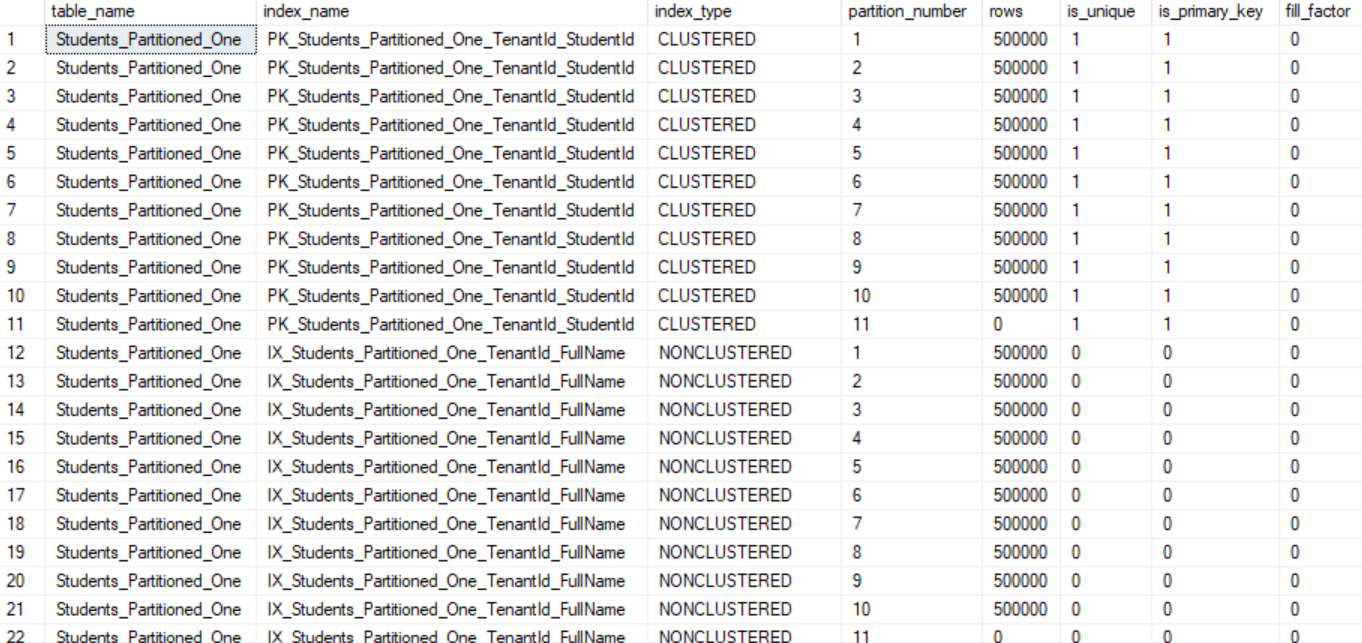 table_name index_name index_type partition_number rows is_unique is_primary_key fill_factor
1 Students_Partitioned_One PK_Students_Partitioned_One_TenantId_StudentId CLUSTERED 1 500000 1 1 0
2 Students_Partitioned_One PK_Students_Partitioned_One_TenantId_StudentId CLUSTERED 2 500000 1 1 0
3 Students_Partitioned_One PK_Students_Partitioned_One_TenantId_StudentId CLUSTERED 3 500000 1 1 0
4 Students_Partitioned_One PK_Students_Partitioned_One_TenantId_StudentId CLUSTERED 4 500000 1 1 0
5 Students_Partitioned_One PK_Students_Partitioned_One_TenantId_StudentId CLUSTERED 5 500000 1 1 0
6 Students_Partitioned_One PK_Students_Partitioned_One_TenantId_StudentId CLUSTERED 6 500000 1 1 0
7 Students_Partitioned_One PK_Students_Partitioned_One_TenantId_StudentId CLUSTERED 7 500000 1 1 0
8 Students_Partitioned_One PK_Students_Partitioned_One_TenantId_StudentId CLUSTERED 8 500000 1 1 0
9 Students_Partitioned_One PK_Students_Partitioned_One_TenantId_StudentId CLUSTERED 9 500000 1 1 0
10 Students_Partitioned_One PK_Students_Partitioned_One_TenantId_StudentId CLUSTERED 10 500000 1 1 0
11 Students_Partitioned_One PK_Students_Partitioned_One_TenantId_StudentId CLUSTERED 11 0 1 1 0
12 Students_Partitioned_One IX_Students_Partitioned_One_TenantId_FullName NONCLUSTERED 1 500000 0 0 0
13 Students_Partitioned_One IX_Students_Partitioned_One_TenantId_FullName NONCLUSTERED 2 500000 0 0 0
14 Students_Partitioned_One IX_Students_Partitioned_One_TenantId_FullName NONCLUSTERED 3 500000 0 0 0
15 Students_Partitioned_One IX_Students_Partitioned_One_TenantId_FullName NONCLUSTERED 4 500000 0 0 0
16 Students_Partitioned_One IX_Students_Partitioned_One_TenantId_FullName NONCLUSTERED 5 500000 0 0 0
17 Students_Partitioned_One IX_Students_Partitioned_One_TenantId_FullName NONCLUSTERED 6 500000 0 0 0
18 Students_Partitioned_One IX_Students_Partitioned_One_TenantId_FullName NONCLUSTERED 7 500000 0 0 0
19 Students_Partitioned_One IX_Students_Partitioned_One_TenantId_FullName NONCLUSTERED 8 500000 0 0 0
20 Students_Partitioned_One IX_Students_Partitioned_One_TenantId_FullName NONCLUSTERED 9 500000 0 0 0
21 Students_Partitioned_One IX_Students_Partitioned_One_TenantId_FullName NONCLUSTERED 10 500000 0 0 0
22 Students_Partitioned_One IX_Students_Partitioned_One_TenantId_FullName NONCLUSTERED 11 0 0 0 0